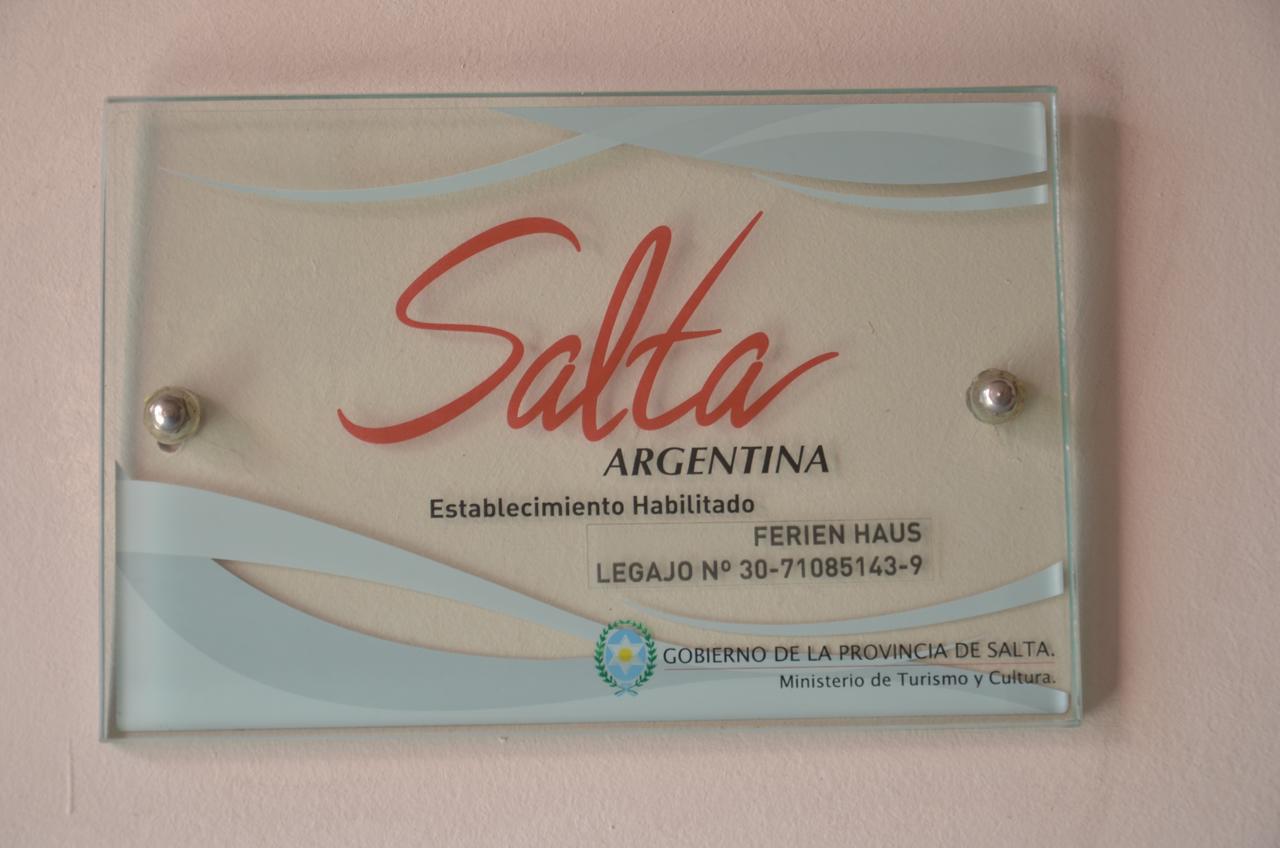 Salta
ARGENTINA
Establecimiento Habilitado
FERIEN HAUS
LEGAJO Nº 30-71085143-9
GOBIERNO DE LA PROVINCIA DE SALTA.
Ministerio de Turismo y Cultura.